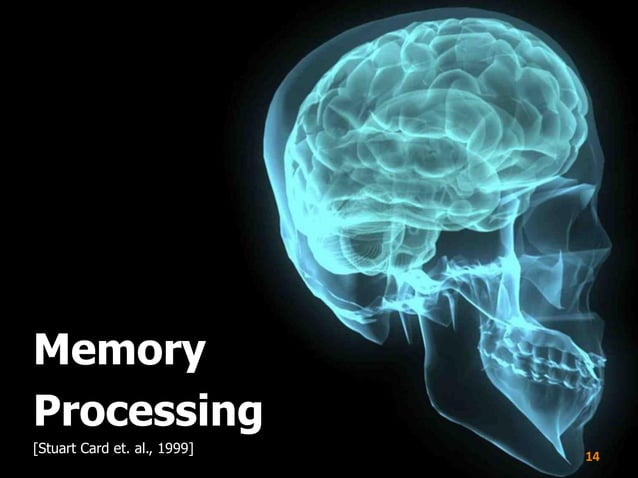 Memory
Processing
[Stuart Card et. al., 1999]
14